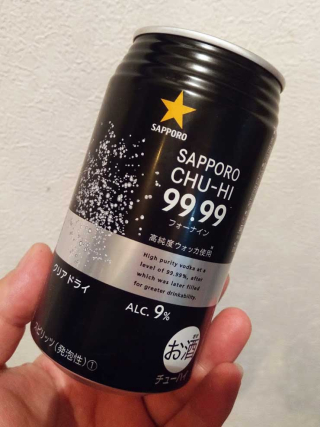 SAPPORO
SAPPORO
CHU-HI
99.99
フォーナイン
高純度ウォッカ使用
High purity vodka at a
level of 99.99%, after
which was later filled
for greater drinkability.
クリアドライ
ALC. 9%
お酒
チューハイ
スピリッツ(発泡性)①